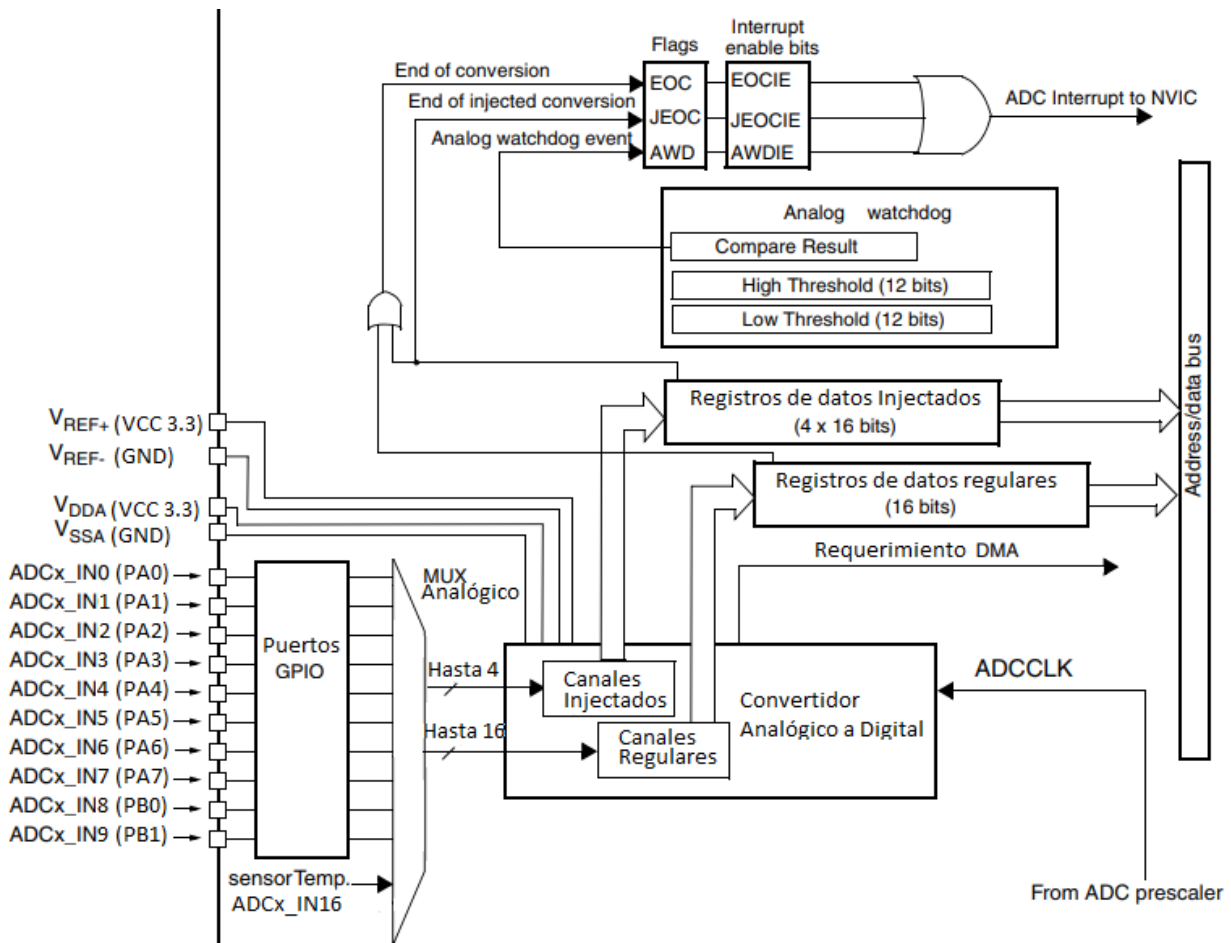 Flags
Interrupt
enable bits
End of conversion
EOC
EOCIE
End of injected conversion
JEOC
JEOCIE
ADC Interrupt to NVIC
Analog watchdog event
AWD
AWDIE
Analog watchdog
Compare Result
High Threshold (12 bits)
Low Threshold (12 bits)
Address/data bus
Registros de datos Injectados
(4 x 16 bits)
VREF+ (VCC 3.3)
VREF- (GND)
Registros de datos regulares
(16 bits)
VDDA (VCC 3.3)
VSSA (GND)
Requerimiento DMA
ADCx_IN0 (PA0)
ADCx_IN1 (PA1)
ADCx_IN2 (PA2)
ADCx_IN3 (PA3)
ADCx_IN4 (PA4)
ADCx_IN5 (PA5)
ADCx_IN6 (PA6)
ADCx_IN7 (PA7)
ADCx_IN8 (PB0)
ADCx_IN9 (PB1)
Puertos
GPIO
MUX
Analógico
Hasta 4
Canales
Injectados
Hasta 16
Canales
Regulares
Convertidor
Analógico a Digital
ADCCLK
sensorTemp.
ADCx_IN16
From ADC prescaler